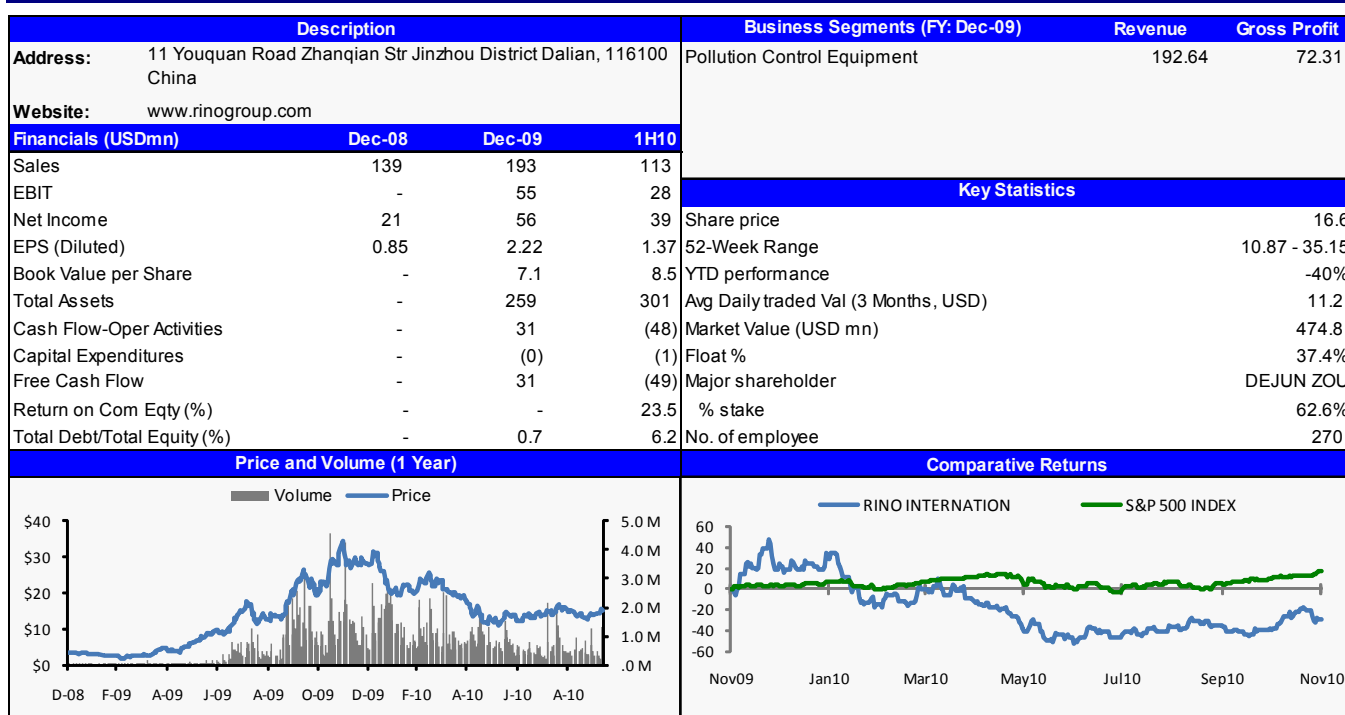 Description
Address: 11 Youquan Road Zhanqian Str Jinzhou District Dalian, 116100
China
Website: www.rinogroup.com
Financials (USDmn) Dec-08 Dec-09 1H10
Sales 139 193 113
EBIT - 55 28
Net Income 21 56 39
EPS (Diluted) 0.85 2.22 1.37
Book Value per Share - 7.1 8.5
Total Assets - 259 301
Cash Flow-Oper Activities - 31 (48)
Capital Expenditures - (0) (1)
Free Cash Flow - 31 (49)
Return on Com Eqty (%) - - 23.5
Total Debt/Total Equity (%) - 0.7 6.2
Business Segments (FY: Dec-09) Revenue Gross Profit
Pollution Control Equipment 192.64 72.31
Key Statistics
Share price 16.6
52-Week Range 10.87 - 35.15
YTD performance -40%
Avg Daily traded Val (3 Months, USD) 11.2
Market Value (USD mn) 474.8
Float % 37.4%
Major shareholder DEJUN ZOU
% stake 62.6%
No. of employee 270
Price and Volume (1 Year)
Volume Price
$40 5.0 M
4.0 M
$30
3.0 M
$20
2.0 M
$10
1.0 M
$0 .0 M
D-08 F-09 A-09 J-09 A-09 O-09 D-09 F-10 A-10 J-10 A-10
Comparative Returns
RINO INTERNATION S&P 500 INDEX
60
40
20
0
-20
-40
-60
Nov09 Jan10 Mar10 May10 Jul10 Sep10 Nov10